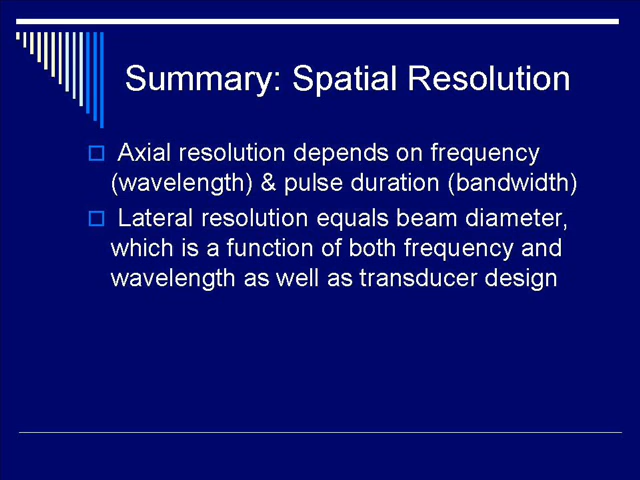 Summary: Spatial Resolution
Axial resolution depends on frequency
(wavelength) & pulse duration (bandwidth)
Lateral resolution equals beam diameter,
which is a function of both frequency and
wavelength as well as transducer design